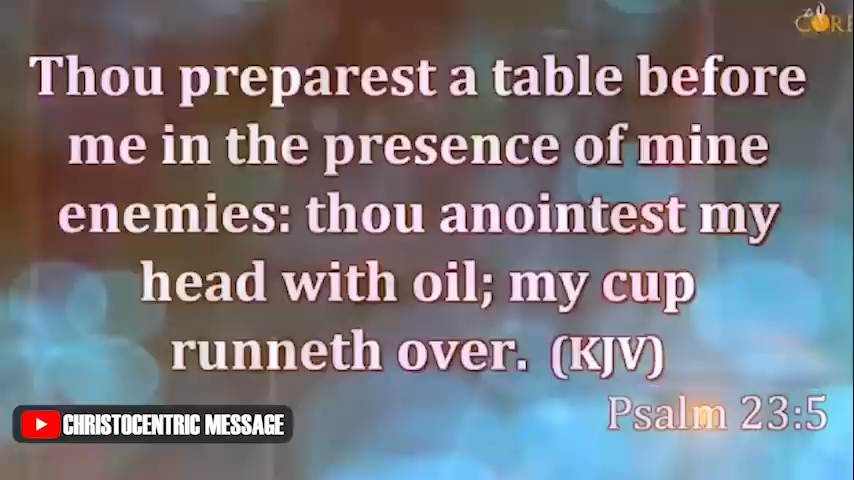 Thou preparest a table before
me in the presence of mine
enemies: thou anointest my
head with oil; my cup
runneth over. (KJV)
Psalm 23:5
CHRISTOCENTRIC MESSAGE